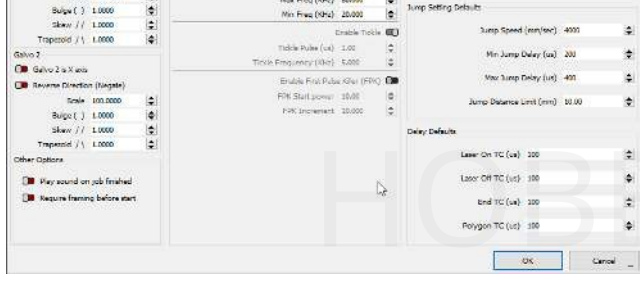 Bulge ( ) 1.0000
Skew / / 1.0000
Trapezoid / \ 1.0000
Galvo 2
Galvo 2 is X axis
Reverse Direction (Negate)
Scale 100.0000
Bulge ( ) 1.0000
Skew / / 1.0000
Trapezoid / \ 1.0000
Other Options
Play sound on job finished
Require framing before start
Max Freq (KHz)
Min Freq (KHz) 20.000
Enable Tickle
Tickle Pulse (us) 1.00
Tickle Frequency (KHz) 5.000
Enable First Pulse Killer (FPK)
FPK Start power 10.00
FPK Increment 10.000
Jump Setting Defaults
Jump Speed (mm/sec) 4000
Min Jump Delay (us) 200
Max Jump Delay (us) 400
Jump Distance Limit (mm) 10.00
Delay Defaults
Laser On TC (us) 100
Laser Off TC (us) 100
End TC (us) 100
Polygon TC (us) 100
OK
Cancel